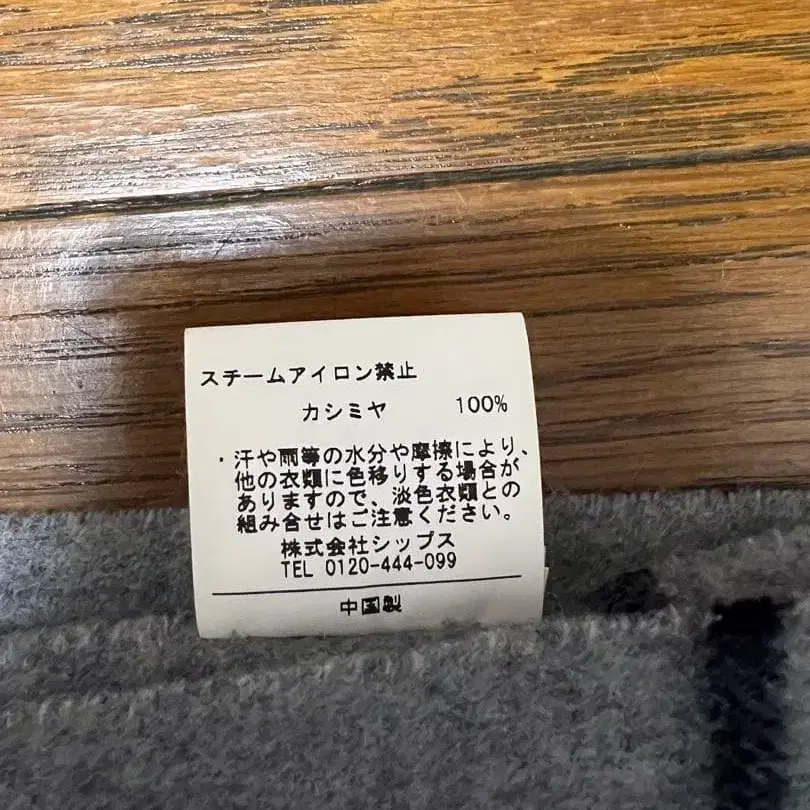 スチームアイロン禁止
カシミヤ 100%
・汗や雨等の水分や摩擦により、
他の衣類に色移りする場合が
ありますので、淡色衣類との
組み合せはご注意ください。
株式会社シップス
TEL 0120-444-099
中国製